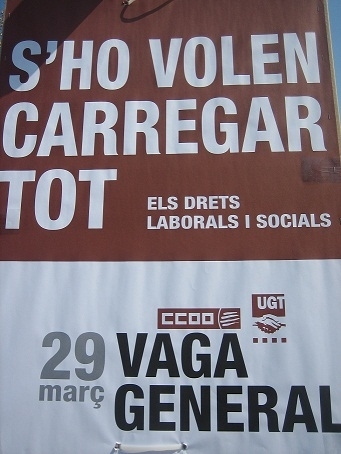 S'HO VOLEN
CARREGAR
TOT
ELS DRETS
LABORALS I SOCIALS
CCOO
UGT
29
març
VAGA
GENERAL